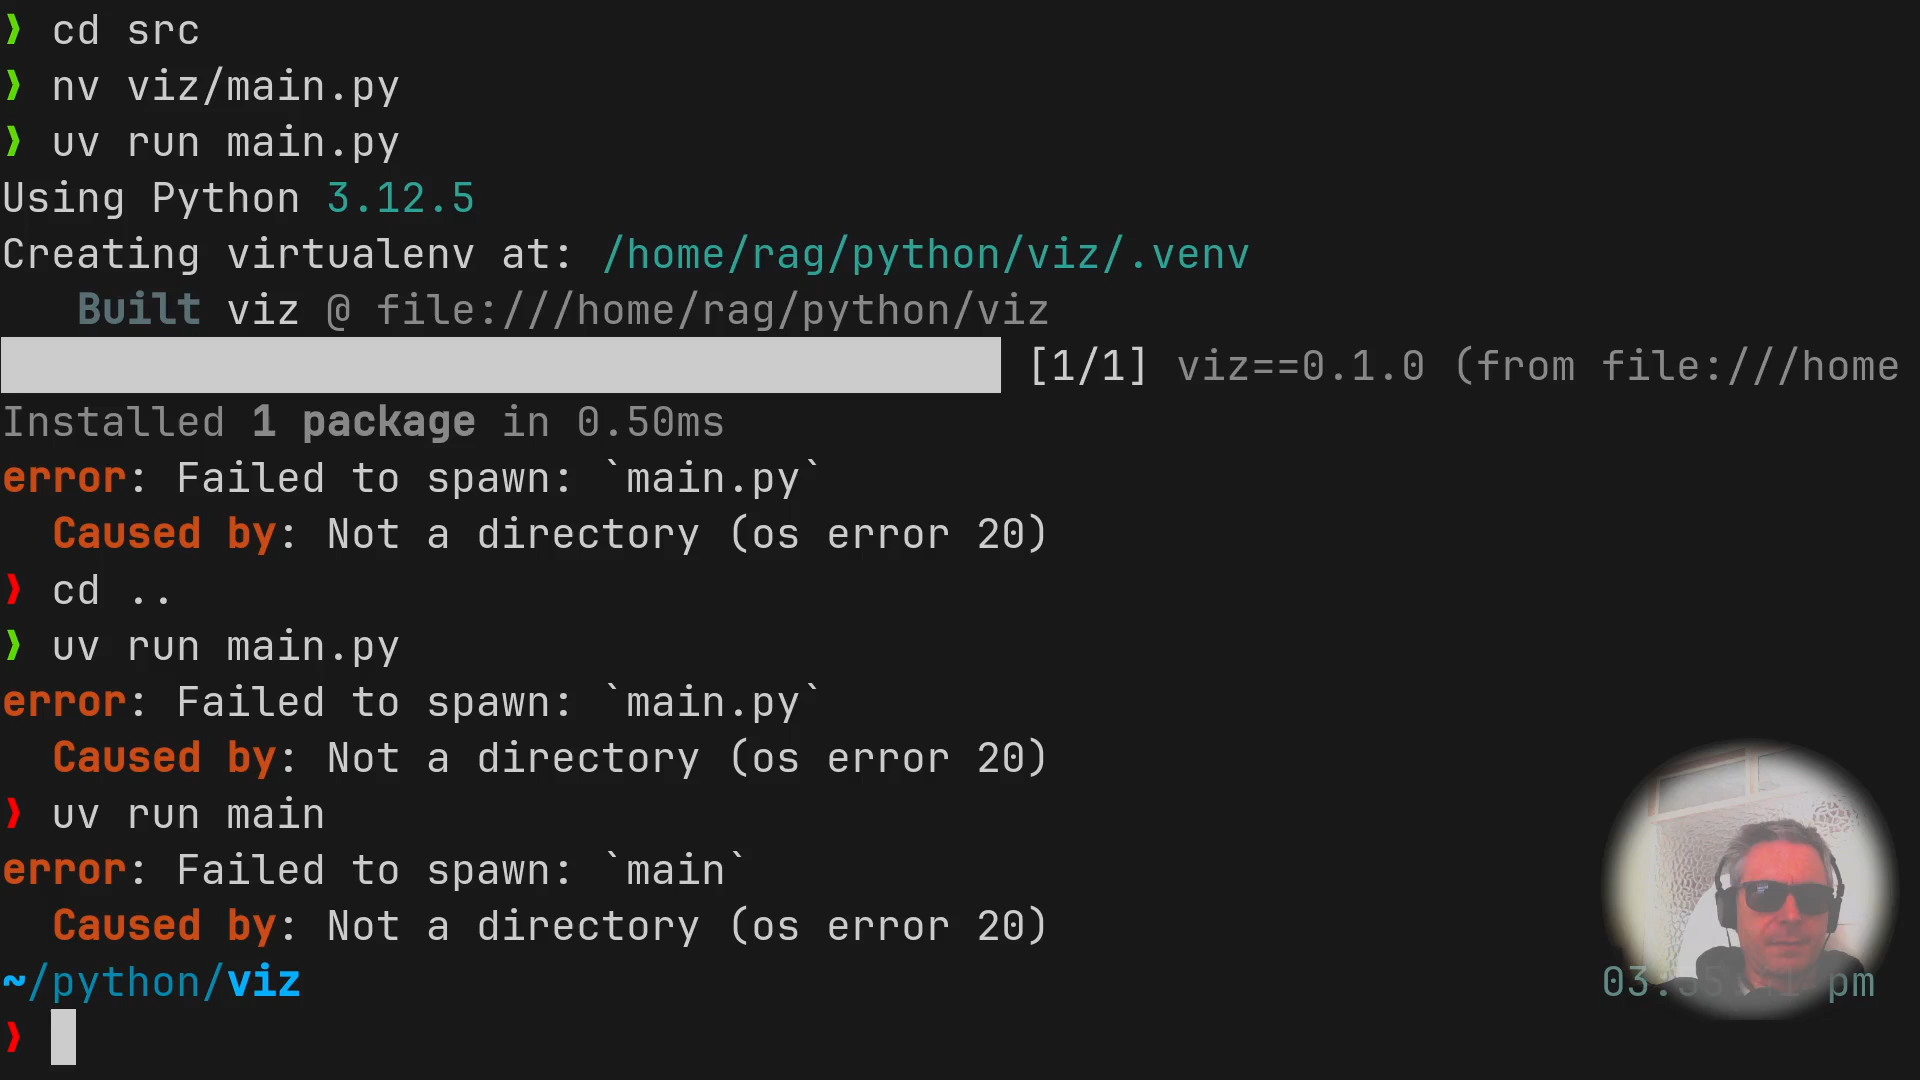 ❯ cd src
❯ nv viz/main.py
❯ uv run main.py
Using Python 3.12.5
Creating virtualenv at: /home/rag/python/viz/.venv
   Built viz @ file:///home/rag/python/viz
[1/1] viz==0.1.0 (from file:///home
Installed 1 package in 0.50ms
error: Failed to spawn: `main.py`
  Caused by: Not a directory (os error 20)
❯ cd ..
❯ uv run main.py
error: Failed to spawn: `main.py`
  Caused by: Not a directory (os error 20)
❯ uv run main
error: Failed to spawn: `main`
  Caused by: Not a directory (os error 20)
~/python/viz pm
❯